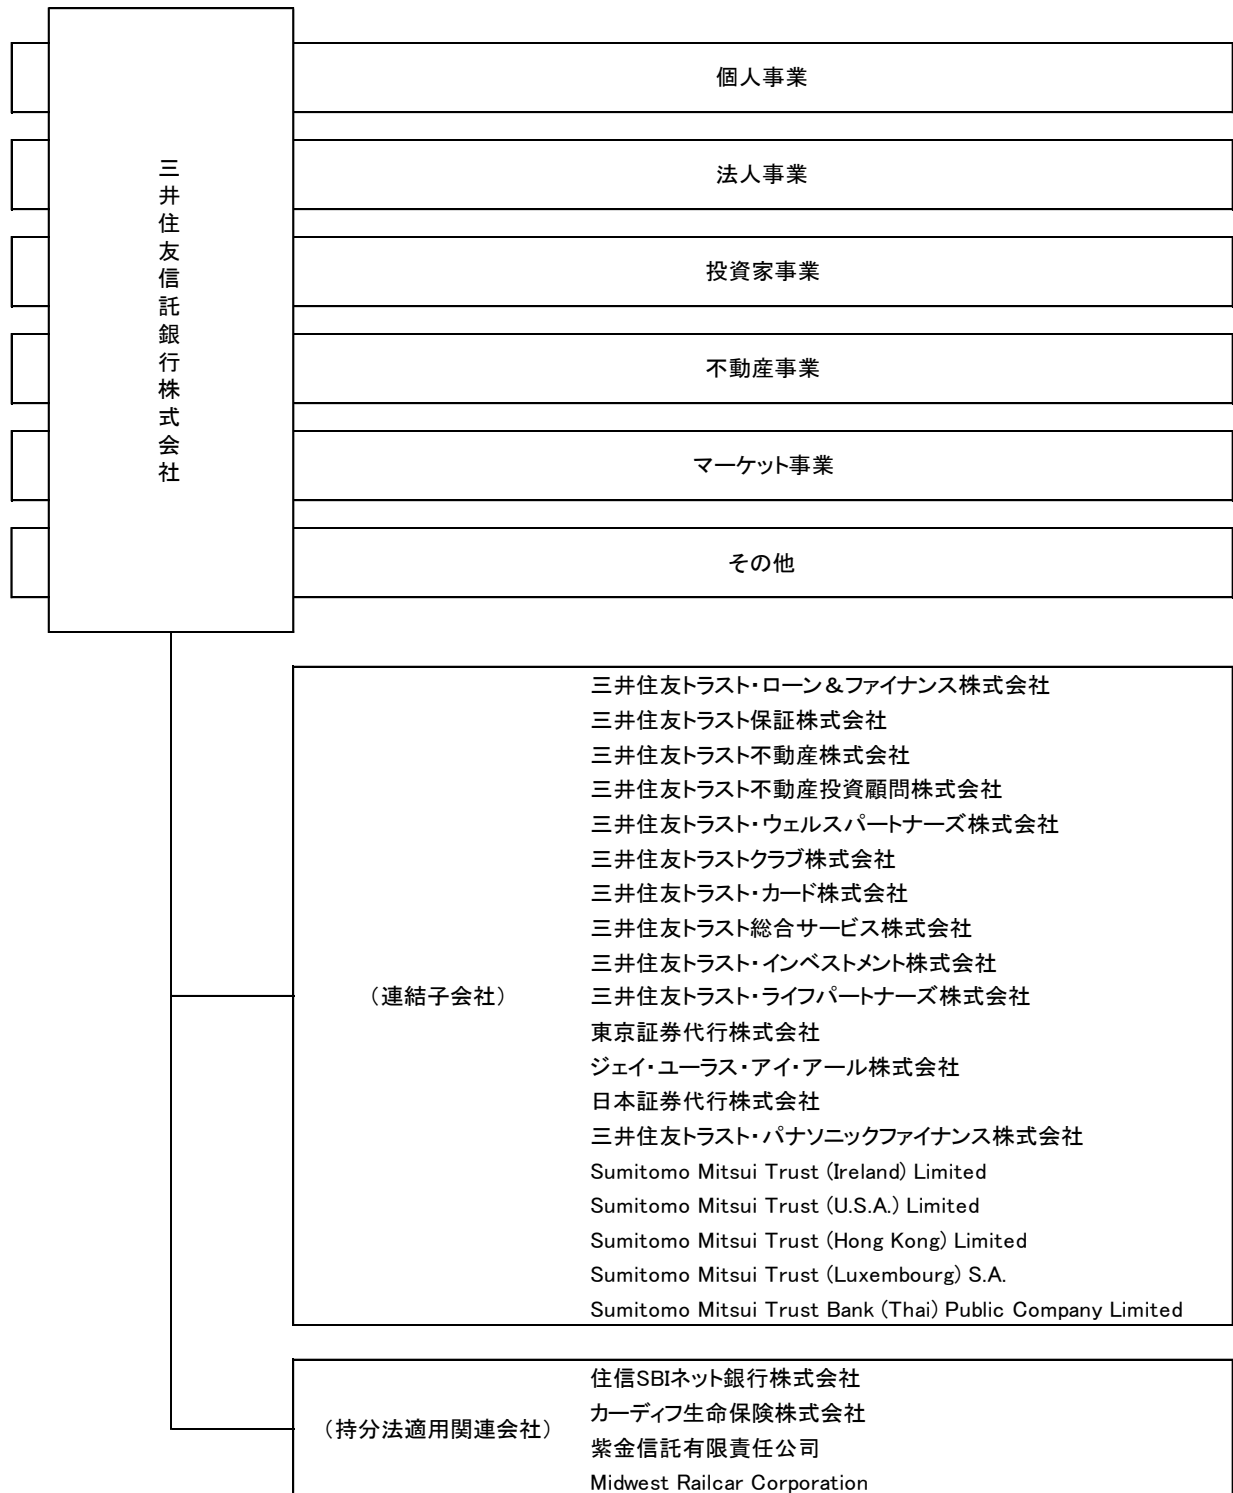 三井住友信託銀行株式会社
個人事業
法人事業
投資家事業
不動産事業
マーケット事業
その他
(連結子会社)
三井住友トラスト・ローン&ファイナンス株式会社
三井住友トラスト保証株式会社
三井住友トラスト不動産株式会社
三井住友トラスト不動産投資顧問株式会社
三井住友トラスト・ウェルスパートナーズ株式会社
三井住友トラストクラブ株式会社
三井住友トラスト・カード株式会社
三井住友トラスト総合サービス株式会社
三井住友トラスト・インベストメント株式会社
三井住友トラスト・ライフパートナーズ株式会社
東京証券代行株式会社
ジェイ・ユーラス・アイ・アール株式会社
日本証券代行株式会社
三井住友トラスト・パナソニックファイナンス株式会社
Sumitomo Mitsui Trust (Ireland) Limited
Sumitomo Mitsui Trust (U.S.A.) Limited
Sumitomo Mitsui Trust (Hong Kong) Limited
Sumitomo Mitsui Trust (Luxembourg) S.A.
Sumitomo Mitsui Trust Bank (Thai) Public Company Limited
(持分法適用関連会社)
住信SBIネット銀行株式会社
カーディフ生命保険株式会社
紫金信託有限責任公司
Midwest Railcar Corporation